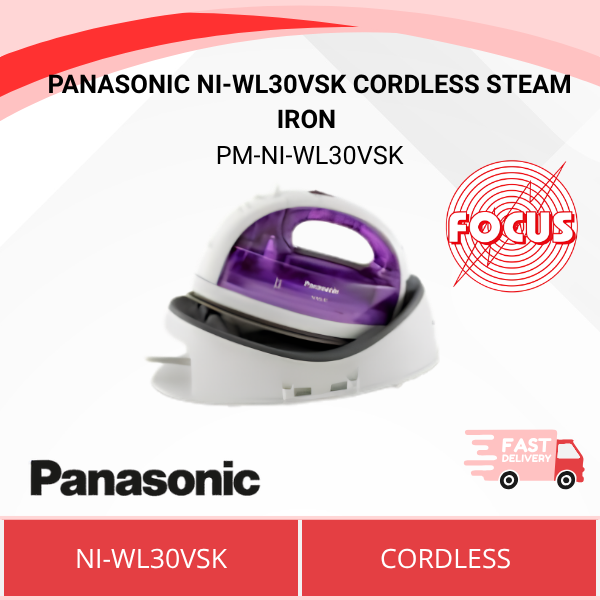 PANASONIC NI-WL30VSK CORDLESS STEAM
IRON
PM-NI-WL30VSK
FOCUS
Panasonic
FAST
DELIVERY
Panasonic
NI-WL30VSK
CORDLESS